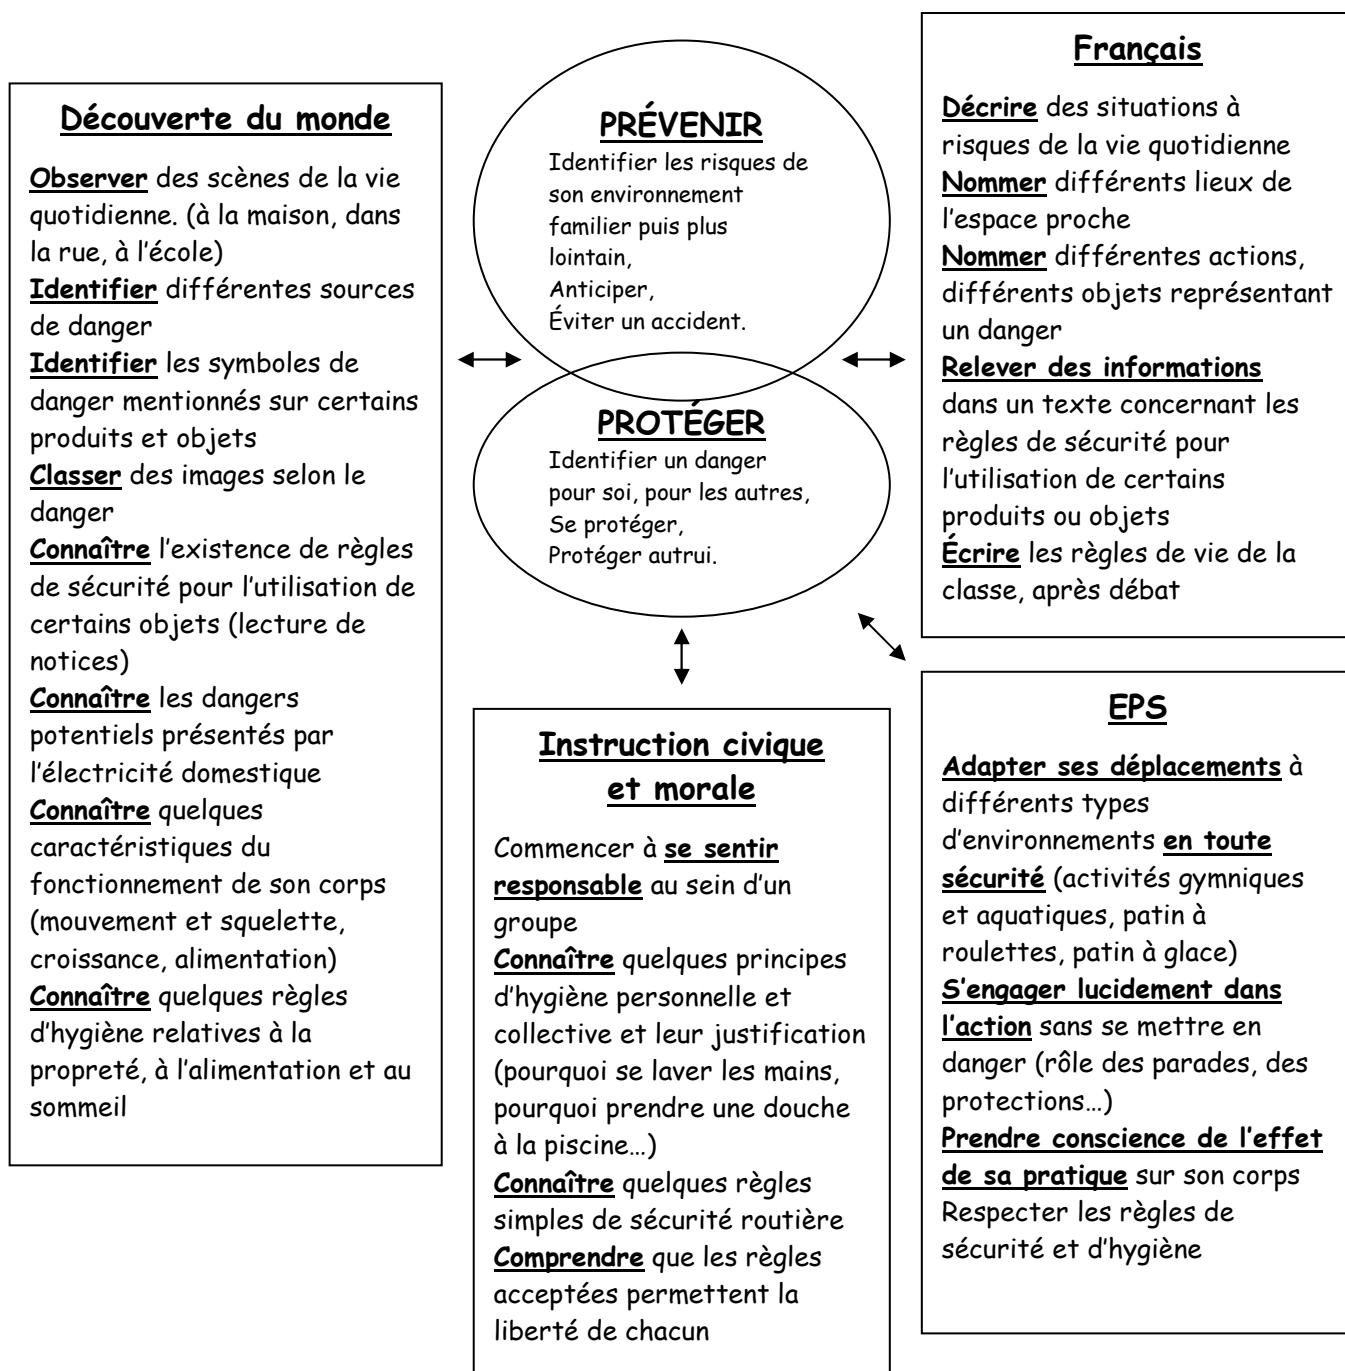 Découverte du monde
Observer des scènes de la vie
quotidienne. (à la maison, dans
la rue, à l'école)
Identifier différentes sources
de danger
Identifier les symboles de
danger mentionnés sur certains
produits et objets
Classer des images selon le
danger
Connaître l'existence de règles
de sécurité pour l'utilisation de
certains objets (lecture de
notices)
Connaître les dangers
potentiels présentés par
l'électricité domestique
Connaître quelques
caractéristiques du
fonctionnement de son corps
(mouvement et squelette,
croissance, alimentation)
Connaître quelques règles
d'hygiène relatives à la
propreté, à l'alimentation et au
sommeil
PRÉVENIR
Identifier les risques de
son environnement
familier puis plus
lointain,
Anticiper,
Éviter un accident.
PROTÉGER
Identifier un danger
pour soi, pour les autres,
Se protéger,
Protéger autrui.
Instruction civique
et morale
Commencer à se sentir
responsable au sein d'un
groupe
Connaître quelques principes
d'hygiène personnelle et
collective et leur justification
(pourquoi se laver les mains,
pourquoi prendre une douche
à la piscine…)
Connaître quelques règles
simples de sécurité routière
Comprendre que les règles
acceptées permettent la
liberté de chacun
Français
Décrire des situations à
risques de la vie quotidienne
Nommer différents lieux de
l'espace proche
Nommer différentes actions,
différents objets représentant
un danger
Relever des informations
dans un texte concernant les
règles de sécurité pour
l'utilisation de certains
produits ou objets
Écrire les règles de vie de la
classe, après débat
EPS
Adapter ses déplacements à
différents types
d'environnements en toute
sécurité (activités gymniques
et aquatiques, patin à
roulettes, patin à glace)
S'engager lucidement dans
l'action sans se mettre en
danger (rôle des parades, des
protections…)
Prendre conscience de l'effet
de sa pratique sur son corps
Respecter les règles de
sécurité et d'hygiène